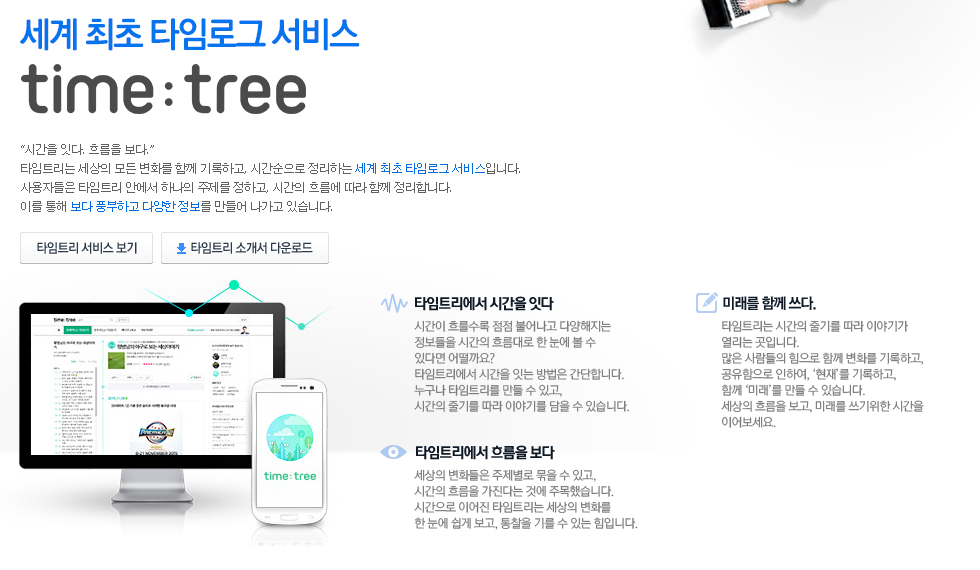 세계 최초 타임로그 서비스
time:tree
“시간을 잇다. 흐름을 보다.”
타임트리는 세상의 모든 변화를 함께 기록하고, 시간순으로 정리하는 세계 최초 타임로그 서비스입니다.
사용자들은 타임트리 안에서 하나의 주제를 정하고, 시간의 흐름에 따라 함께 정리합니다.
이를 통해 보다 풍부하고 다양한 정보를 만들어 나가고 있습니다.
타임트리 서비스 보기
타임트리 소개서 다운로드
time:tree
8-21 NOVEMBER 2015
time:tree
타임트리에서 시간을 잇다
시간이 흐를수록 점점 불어나고 다양해지는
정보들을 시간의 흐름대로 한 눈에 볼 수
있다면 어떨까요?
타임트리에서 시간을 잇는 방법은 간단합니다.
누구나 타임트리를 만들 수 있고,
시간의 줄기를 따라 이야기를 담을 수 있습니다.
타임트리에서 흐름을 보다
세상의 변화들은 주제별로 묶을 수 있고,
시간의 흐름을 가진다는 것에 주목했습니다.
시간으로 이어진 타임트리는 세상의 변화를
한 눈에 쉽게 보고, 통찰을 기를 수 있는 힘입니다.
미래를 함께 쓰다.
타임트리는 시간의 줄기를 따라 이야기가
열리는 곳입니다.
많은 사람들의 힘으로 함께 변화를 기록하고,
공유함으로 인하여, ‘현재’를 기록하고,
함께 ‘미래’를 만들 수 있습니다.
세상의 흐름을 보고, 미래를 쓰기위한 시간을
이어보세요.